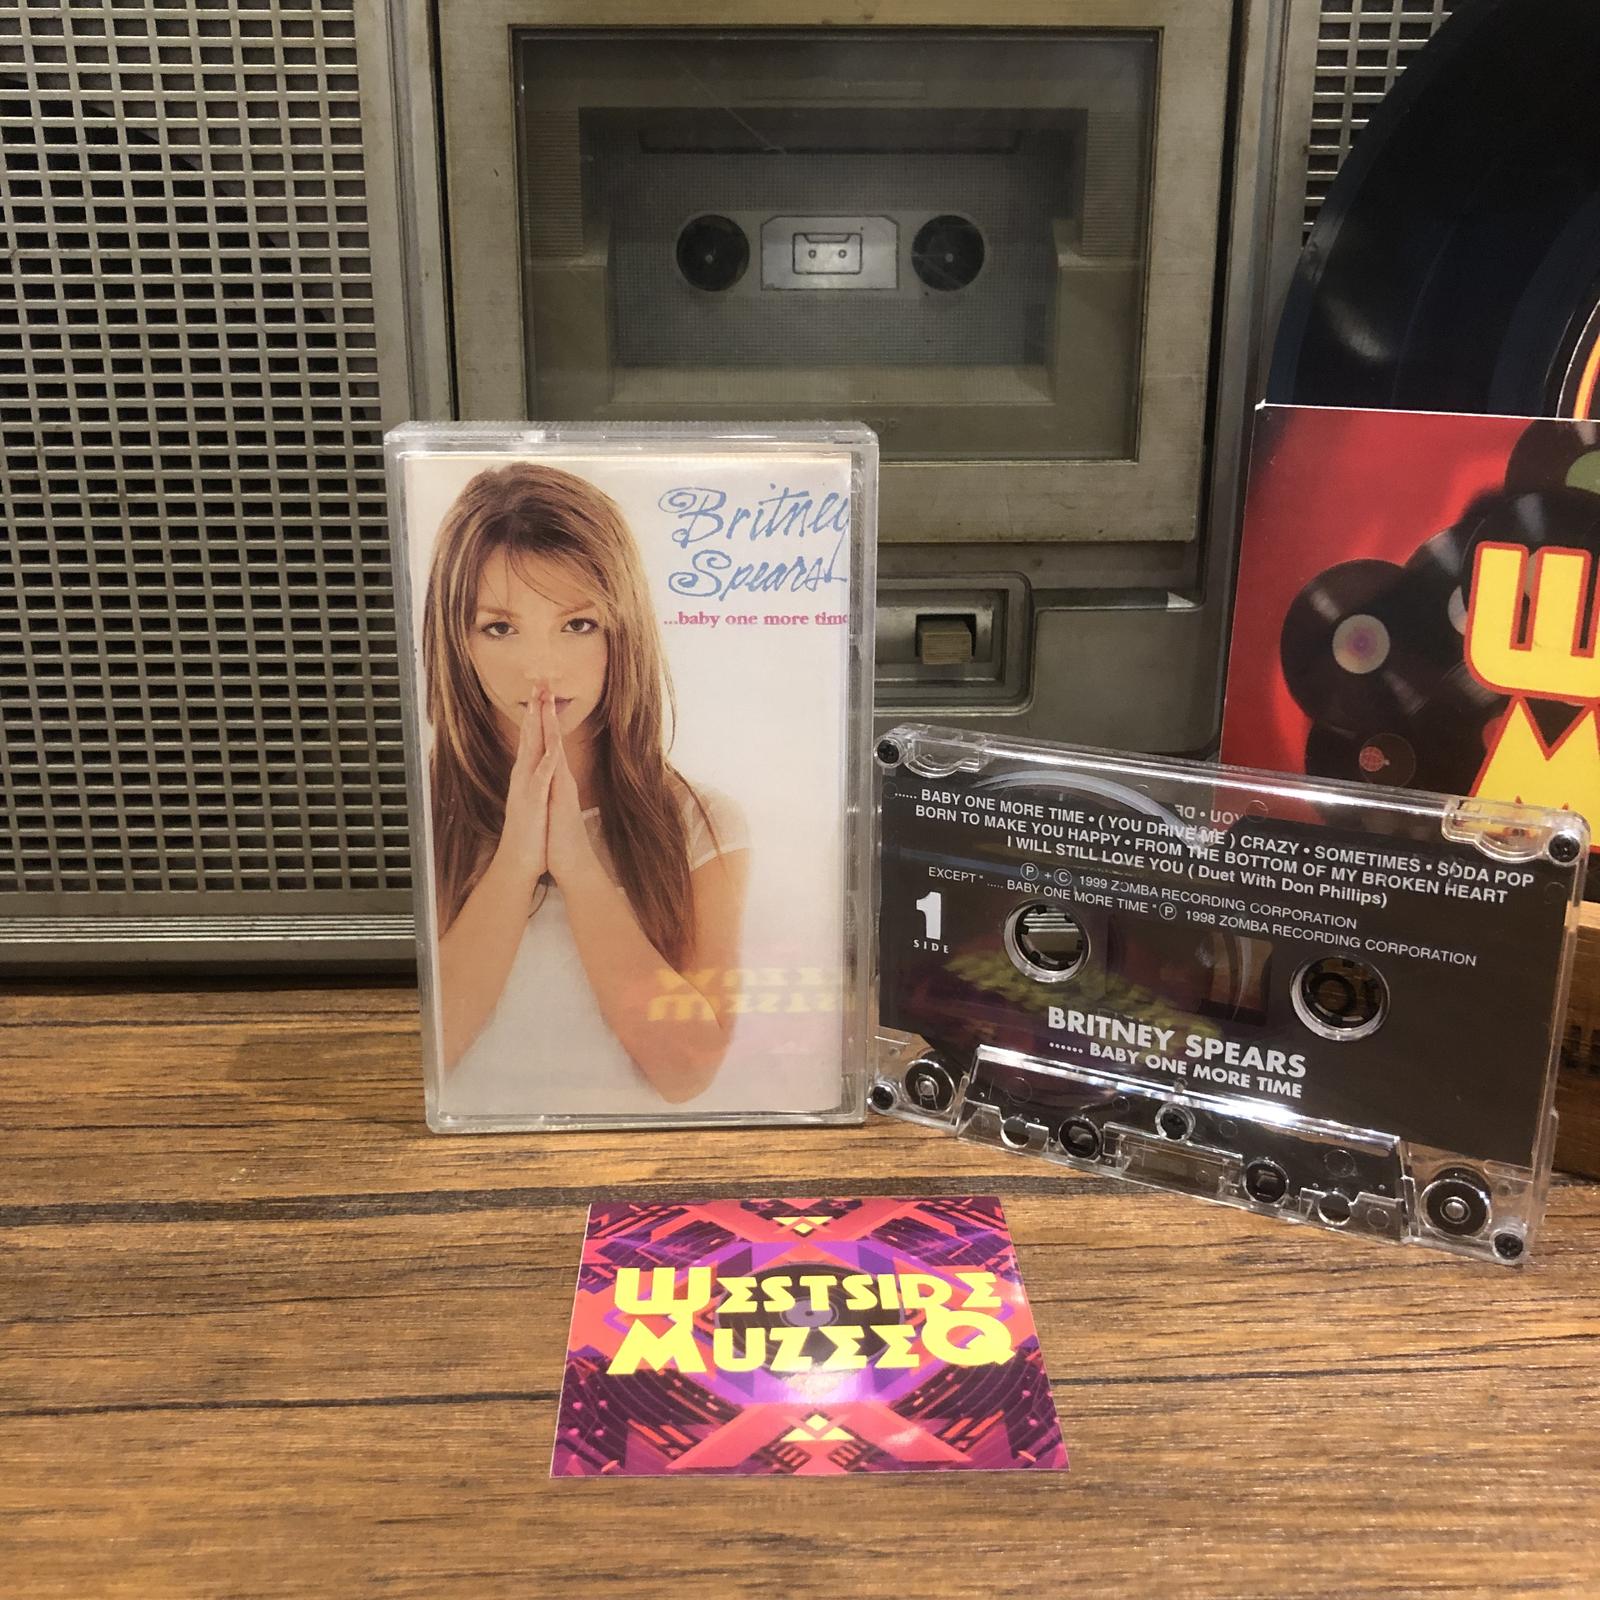 Britney
Spears
...baby one more time
...... BABY ONE MORE TIME • ( YOU DRIVE ME ) CRAZY • SOMETIMES • SODA POP
BORN TO MAKE YOU HAPPY • FROM THE BOTTOM OF MY BROKEN HEART
I WILL STILL LOVE YOU ( Duet With Don Phillips)
Ⓟ + Ⓒ 1999 ZOMBA RECORDING CORPORATION
EXCEPT " ..... BABY ONE MORE TIME " Ⓟ 1998 ZOMBA RECORDING CORPORATION
1
SIDE
BRITNEY SPEARS
...... BABY ONE MORE TIME
W
M
WESTSIDE
MUZEEQ